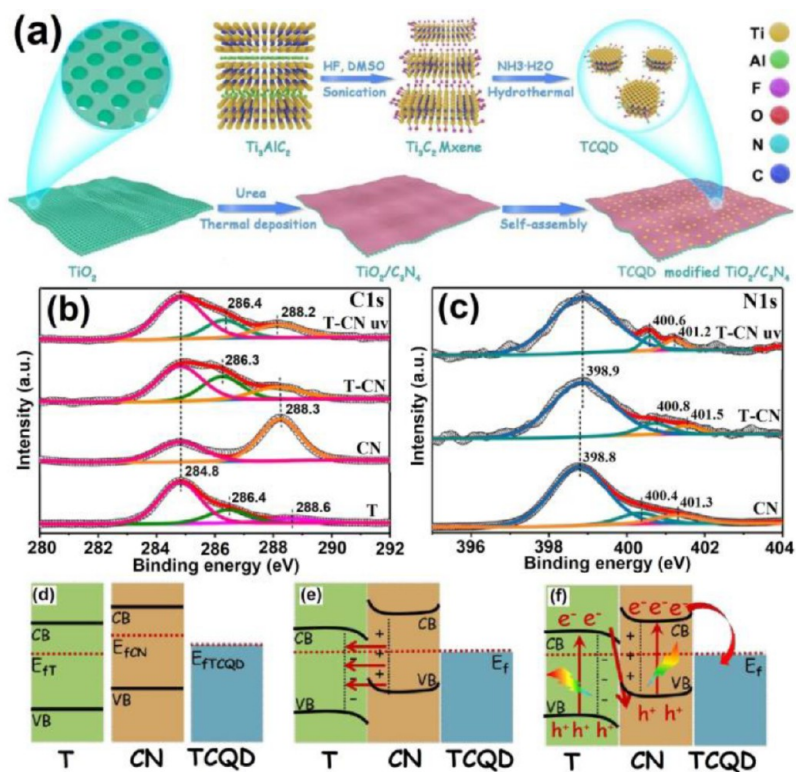 (a)
HF, DMSO
Sonication
NH3·H2O
Hydrothermal
Ti₃AlC₂
Ti₃C₂ Mxene
TCQD
Ti
Al
F
O
N
C
Urea
Thermal deposition
Self-assembly
TiO₂
TiO₂/C₃N₄
TCQD modified TiO₂/C₃N₄
(b)
C1s
286.4
288.2
T-CN uv
286.3
T-CN
288.3
CN
284.8
286.4
288.6
T
Intensity (a.u.)
280 282 284 286 288 290 292
Binding energy (eV)
(c)
N1s
400.6
401.2
T-CN uv
398.9
400.8
401.5
T-CN
398.8
400.4
401.3
CN
Intensity (a.u.)
396 398 400 402 404
Binding energy (eV)
(d)
CB
EfT
VB
CB
EfCN
VB
EfTCQD
T CN TCQD
(e)
CB
VB
CB
VB
+
+
+
+
-
-
-
-
Ef
T CN TCQD
(f)
e⁻ e⁻
e⁻ e⁻ e⁻
CB
CB
VB
VB
+
+
+
+
-
-
-
-
h⁺ h⁺ h⁺
h⁺ h⁺
Ef
T CN TCQD